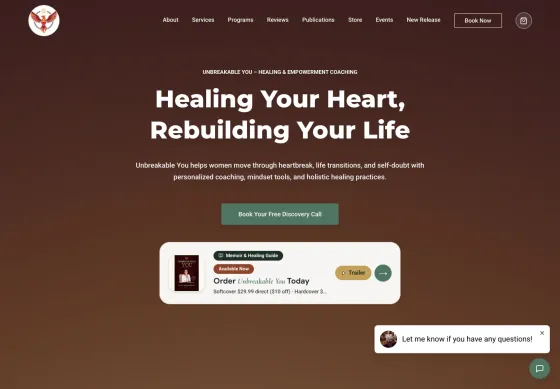 About Services Programs Reviews Publications Store Events New Release Book Now
UNBREAKABLE YOU – HEALING & EMPOWERMENT COACHING
Healing Your Heart,
Rebuilding Your Life
Unbreakable You helps women move through heartbreak, life transitions, and self-doubt with
personalized coaching, mindset tools, and holistic healing practices.
Book Your Free Discovery Call
Memoir & Healing Guide
Available Now
Order Unbreakable You Today
Softcover $29.99 direct ($10 off) · Hardcover $...
Trailer
Let me know if you have any questions!